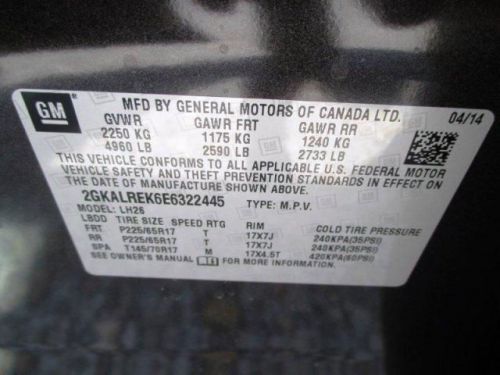 GM
MFD BY GENERAL MOTORS OF CANADA LTD.
04/14
GVWR GAWR FRT GAWR RR
2250 KG 1175 KG 1240 KG
4960 LB 2590 LB 2733 LB
THIS VEHICLE CONFORMS TO ALL APPLICABLE U.S. FEDERAL MOTOR
VEHICLE SAFETY AND THEFT PREVENTION STANDARDS IN EFFECT ON
THE DATE OF MANUFACTURE SHOWN ABOVE.
2GKALREK6E6322445 TYPE: M.P.V.
MODEL: LH26
LBDD TIRE SIZE SPEED RTG RIM COLD TIRE PRESSURE
FRT P225/65R17 T 17X7J 240KPA(35PSI)
RR P225/65R17 T 17X7J 240KPA(35PSI)
SPA T145/70R17 M 17X4.5T 420KPA(60PSI)
SEE OWNER'S MANUAL FOR MORE INFORMATION.